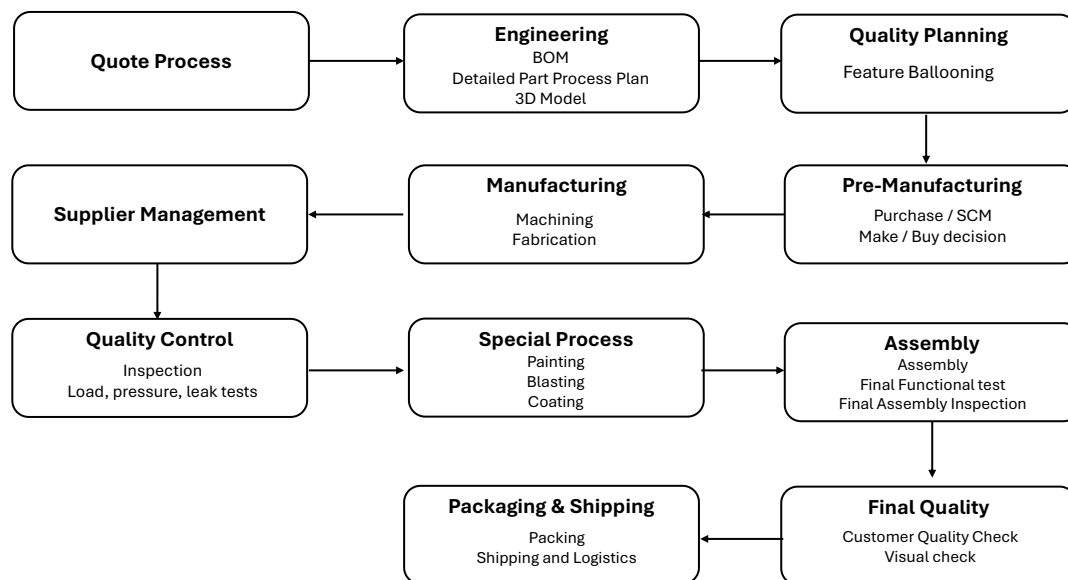 Quote Process
Engineering
BOM
Detailed Part Process Plan
3D Model
Quality Planning
Feature Ballooning
Supplier Management
Manufacturing
Machining
Fabrication
Pre-Manufacturing
Purchase / SCM
Make / Buy decision
Quality Control
Inspection
Load, pressure, leak tests
Special Process
Painting
Blasting
Coating
Assembly
Assembly
Final Functional test
Final Assembly Inspection
Packaging & Shipping
Packing
Shipping and Logistics
Final Quality
Customer Quality Check
Visual check